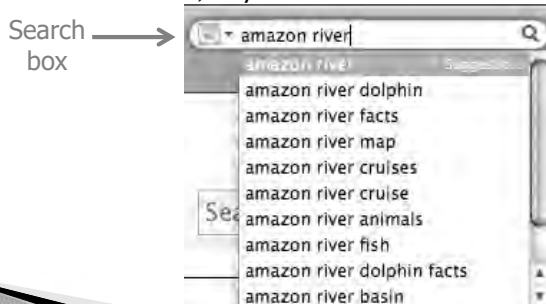 Search
box
amazon river
amazon river
amazon river dolphin
amazon river facts
amazon river map
amazon river cruises
amazon river cruise
amazon river animals
amazon river fish
amazon river dolphin facts
amazon river basin